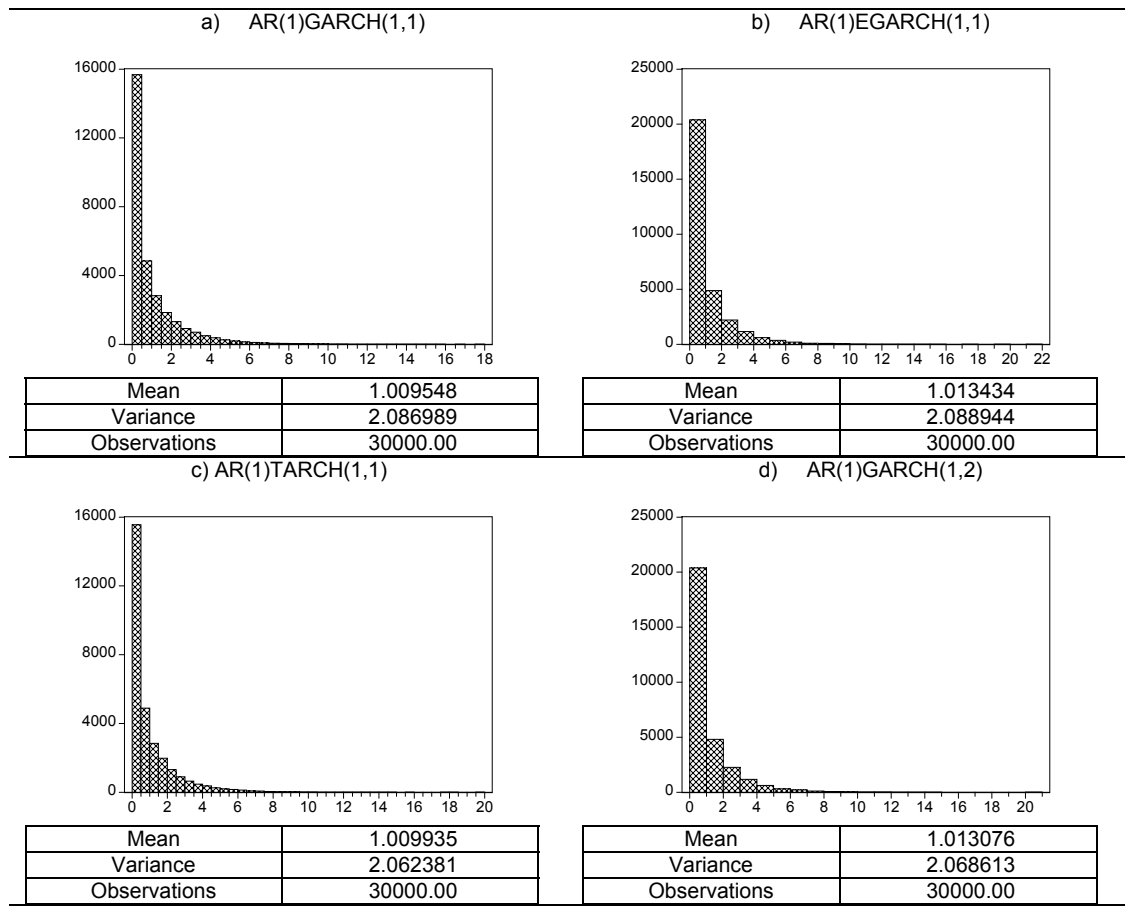 a) AR(1)GARCH(1,1)
16000
12000
8000
4000
0
0 2 4 6 8 10 12 14 16 18
Mean 1.009548
Variance 2.086989
Observations 30000.00
b) AR(1)EGARCH(1,1)
25000
20000
15000
10000
5000
0
0 2 4 6 8 10 12 14 16 18 20 22
Mean 1.013434
Variance 2.088944
Observations 30000.00
c) AR(1)TARCH(1,1)
16000
12000
8000
4000
0
0 2 4 6 8 10 12 14 16 18 20
Mean 1.009935
Variance 2.062381
Observations 30000.00
d) AR(1)GARCH(1,2)
25000
20000
15000
10000
5000
0
0 2 4 6 8 10 12 14 16 18 20
Mean 1.013076
Variance 2.068613
Observations 30000.00